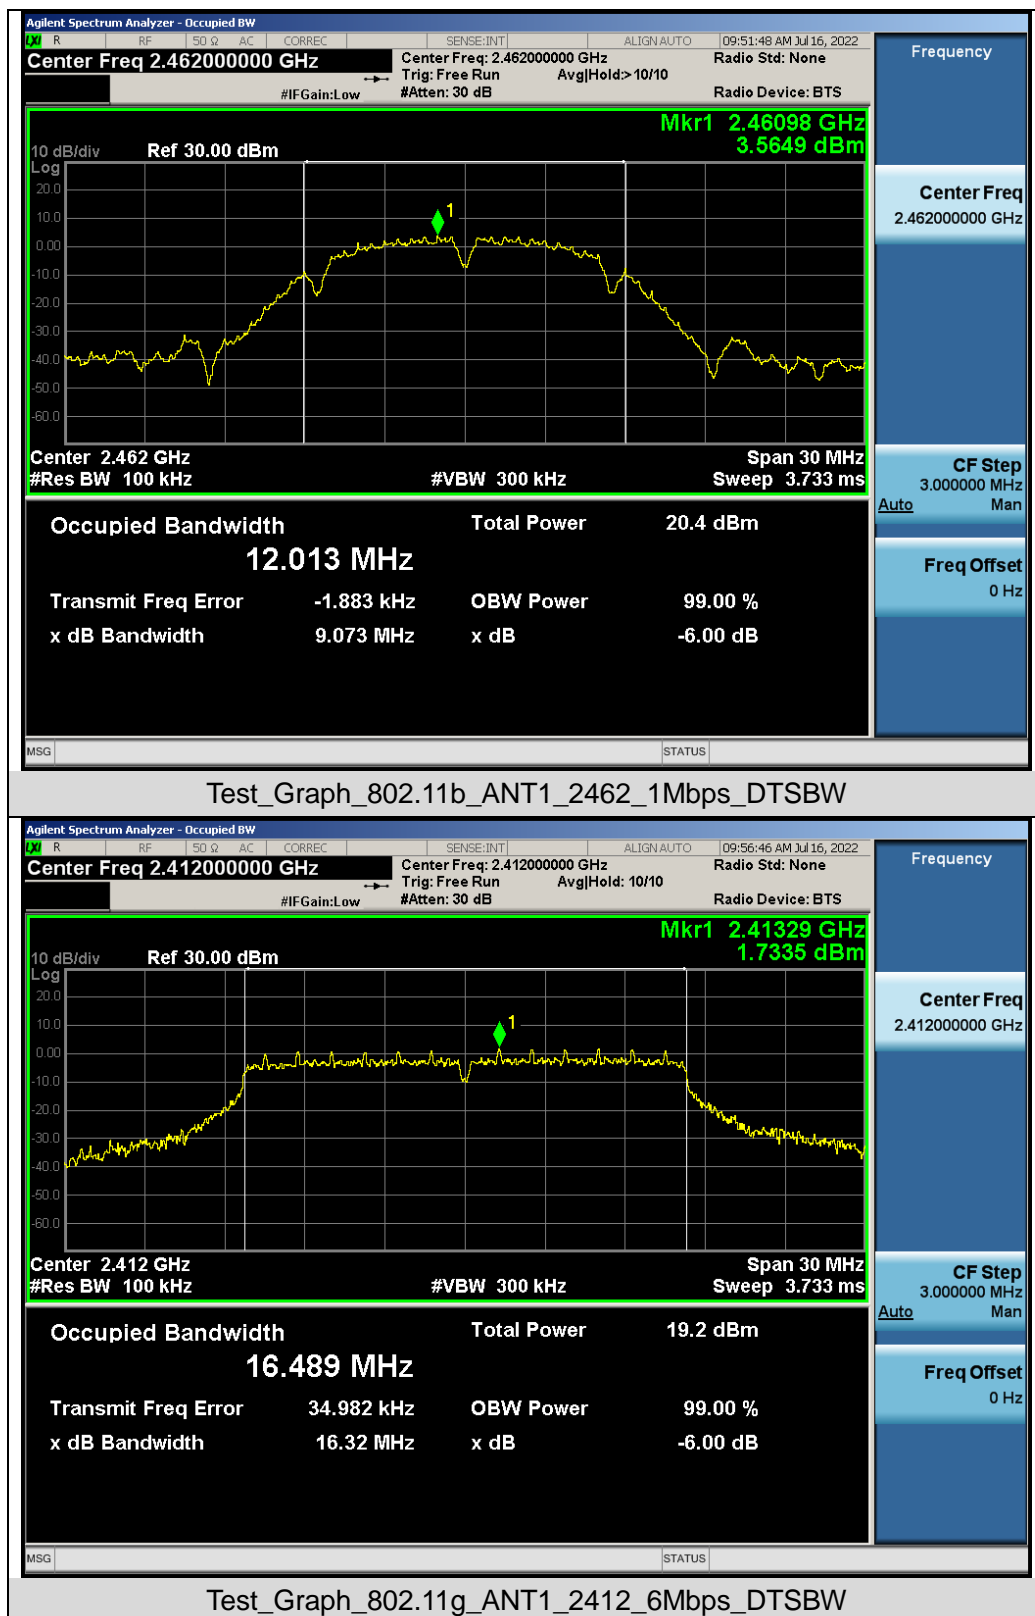 Agilent Spectrum Analyzer - Occupied BW
LXI R RF 50 Ω AC CORREC SENSE:INT ALIGN AUTO 09:51:48 AM Jul 16, 2022
Center Freq 2.462000000 GHz Center Freq: 2.462000000 GHz Radio Std: None
Trig: Free Run Avg|Hold:> 10/10
#IFGain:Low #Atten: 30 dB Radio Device: BTS
Frequency
Mkr1 2.46098 GHz
3.5649 dBm
10 dB/div Ref 30.00 dBm
Log
20.0
10.0
0.00
-10.0
-20.0
-30.0
-40.0
-50.0
-60.0
1
Center 2.462 GHz Span 30 MHz
#Res BW 100 kHz #VBW 300 kHz Sweep 3.733 ms
Center Freq
2.462000000 GHz
CF Step
3.000000 MHz
Auto Man
Freq Offset
0 Hz
Occupied Bandwidth Total Power 20.4 dBm
12.013 MHz
Transmit Freq Error -1.883 kHz OBW Power 99.00 %
x dB Bandwidth 9.073 MHz x dB -6.00 dB
MSG STATUS
Test_Graph_802.11b_ANT1_2462_1Mbps_DTSBW
Agilent Spectrum Analyzer - Occupied BW
LXI R RF 50 Ω AC CORREC SENSE:INT ALIGN AUTO 09:56:46 AM Jul 16, 2022
Center Freq 2.412000000 GHz Center Freq: 2.412000000 GHz Radio Std: None
Trig: Free Run Avg|Hold: 10/10
#IFGain:Low #Atten: 30 dB Radio Device: BTS
Frequency
Mkr1 2.41329 GHz
1.7335 dBm
10 dB/div Ref 30.00 dBm
Log
20.0
10.0
0.00
-10.0
-20.0
-30.0
-40.0
-50.0
-60.0
1
Center 2.412 GHz Span 30 MHz
#Res BW 100 kHz #VBW 300 kHz Sweep 3.733 ms
Center Freq
2.412000000 GHz
CF Step
3.000000 MHz
Auto Man
Freq Offset
0 Hz
Occupied Bandwidth Total Power 19.2 dBm
16.489 MHz
Transmit Freq Error 34.982 kHz OBW Power 99.00 %
x dB Bandwidth 16.32 MHz x dB -6.00 dB
MSG STATUS
Test_Graph_802.11g_ANT1_2412_6Mbps_DTSBW